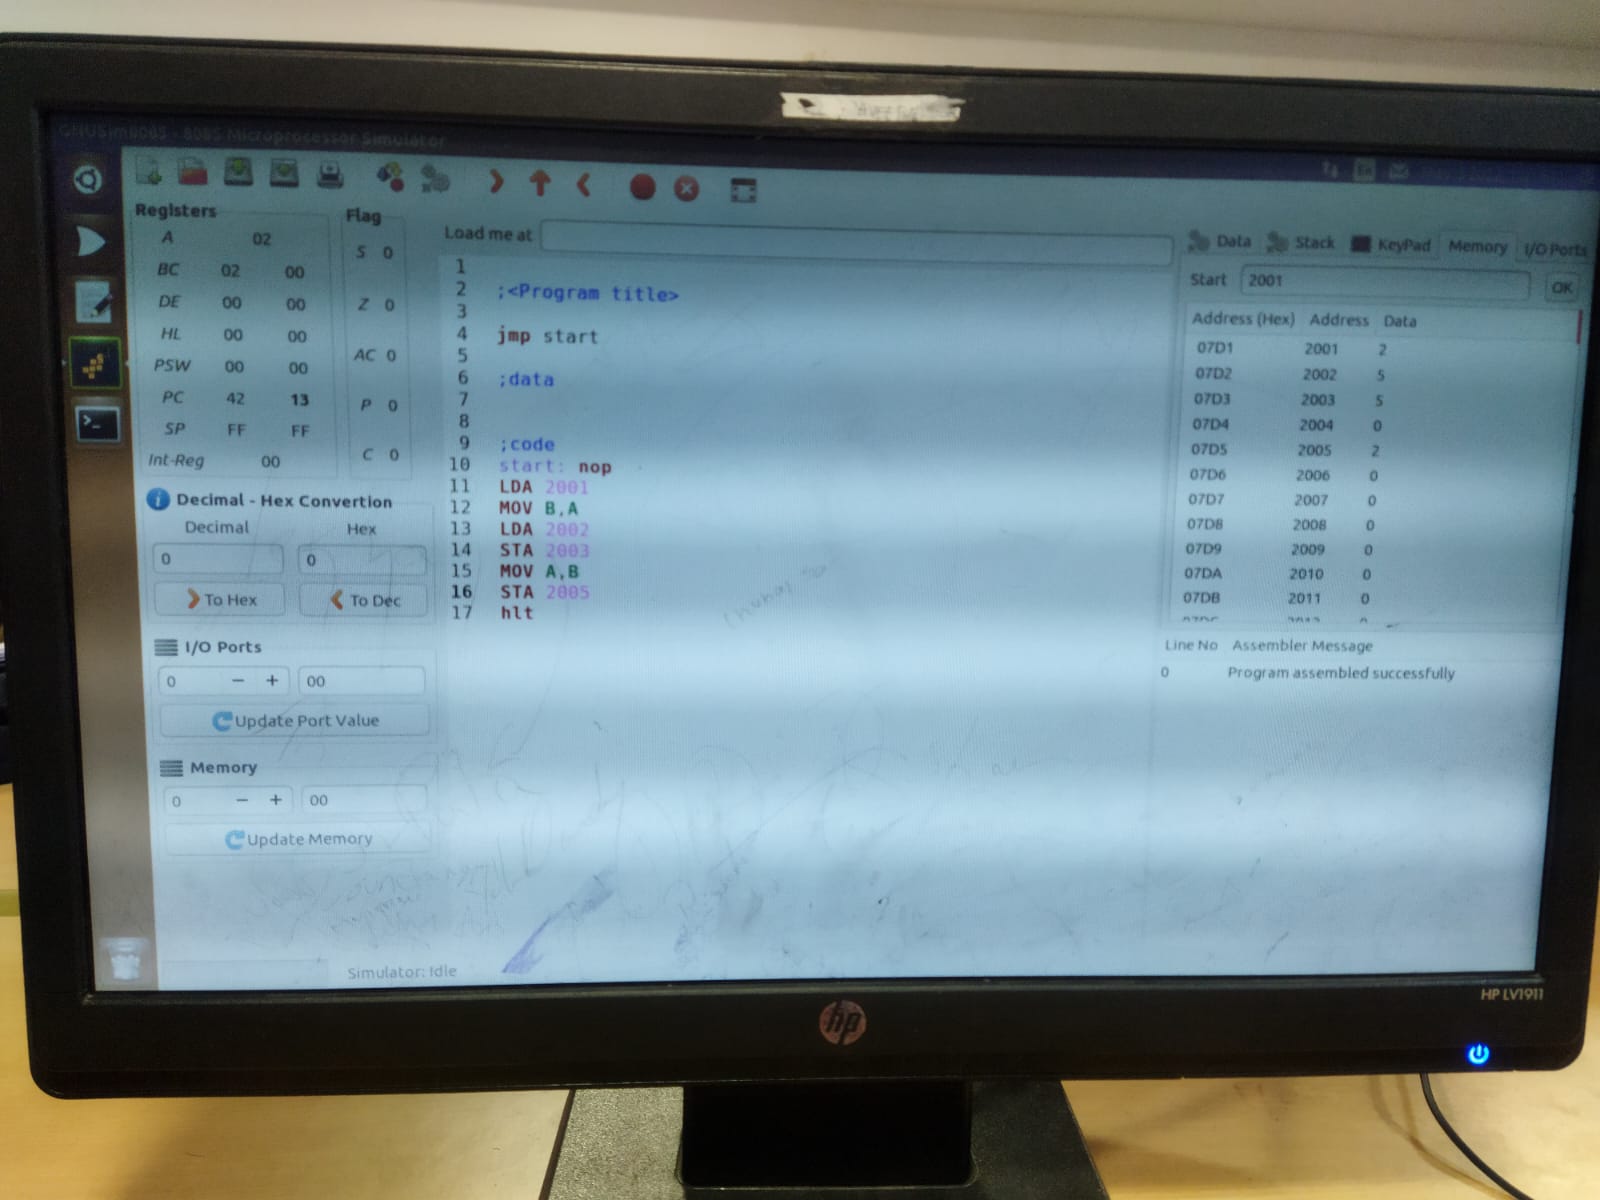 GNUSim8085 - 8085 Microprocessor Simulator
Registers
A 02
BC 02 00
DE 00 00
HL 00 00
PSW 00 00
PC 42 13
SP FF FF
Int-Reg 00
Flag
S 0
Z 0
AC 0
P 0
C 0
Decimal - Hex Convertion
Decimal Hex
0 0
To Hex To Dec
I/O Ports
0 − + 00
Update Port Value
Memory
0 − + 00
Update Memory
Load me at
1
2 ;<Program title>
3
4 jmp start
5
6 ;data
7
8
9 ;code
10 start: nop
11 LDA 2001
12 MOV B,A
13 LDA 2002
14 STA 2003
15 MOV A,B
16 STA 2005
17 hlt
Data Stack KeyPad Memory I/O Ports
Start 2001 OK
Address (Hex) Address Data
07D1 2001 2
07D2 2002 5
07D3 2003 5
07D4 2004 0
07D5 2005 2
07D6 2006 0
07D7 2007 0
07D8 2008 0
07D9 2009 0
07DA 2010 0
07DB 2011 0
Line No Assembler Message
0 Program assembled successfully
Simulator: Idle
HP LV1911
hp